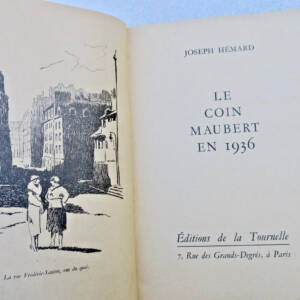 La rue Frédéric-Sauton, vue du quai.
JOSEPH HÉMARD
LE
COIN
MAUBERT
EN 1936
Éditions de la Tournelle
7, Rue des Grands-Degrés, à Paris